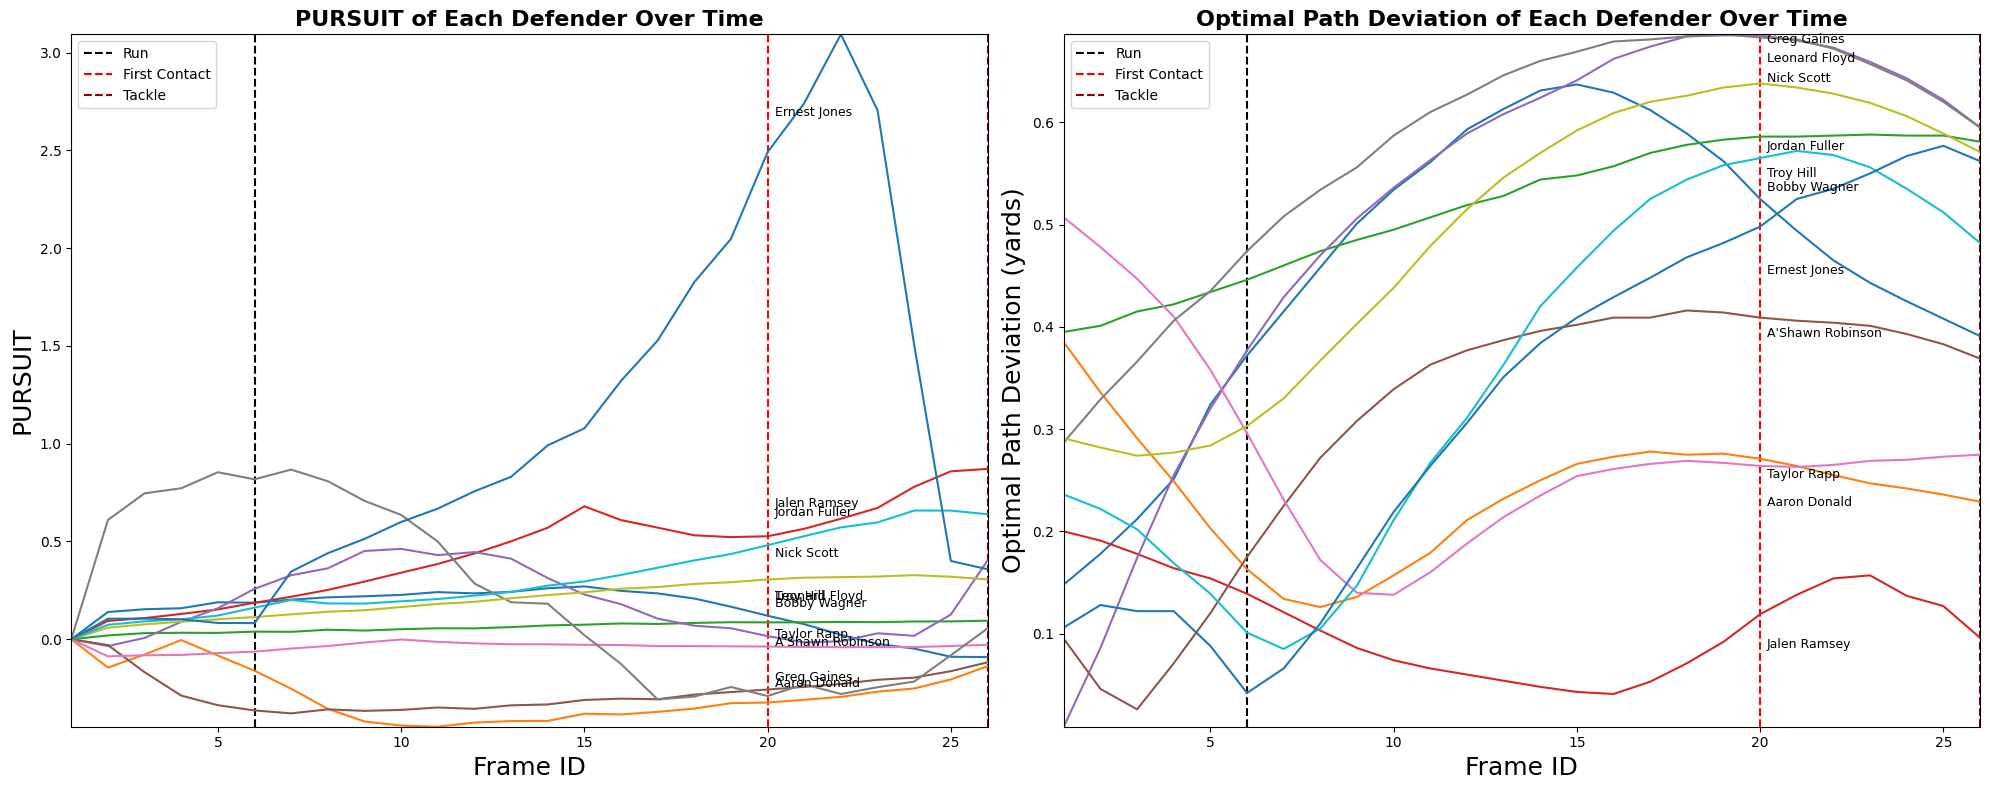 PURSUIT of Each Defender Over Time
Run
First Contact
Tackle
3.0
2.5
2.0
1.5
1.0
0.5
0.0
PURSUIT
Ernest Jones
Jalen Ramsey
Jordan Fuller
Nick Scott
Troy Hill
Leonard Floyd
Bobby Wagner
Taylor Rapp
A'Shawn Robinson
Greg Gaines
Aaron Donald
5
10
15
20
25
Frame ID
Optimal Path Deviation of Each Defender Over Time
Run
First Contact
Tackle
0.6
0.5
0.4
0.3
0.2
0.1
Optimal Path Deviation (yards)
Greg Gaines
Leonard Floyd
Nick Scott
Jordan Fuller
Troy Hill
Bobby Wagner
Ernest Jones
A'Shawn Robinson
Taylor Rapp
Aaron Donald
Jalen Ramsey
5
10
15
20
25
Frame ID